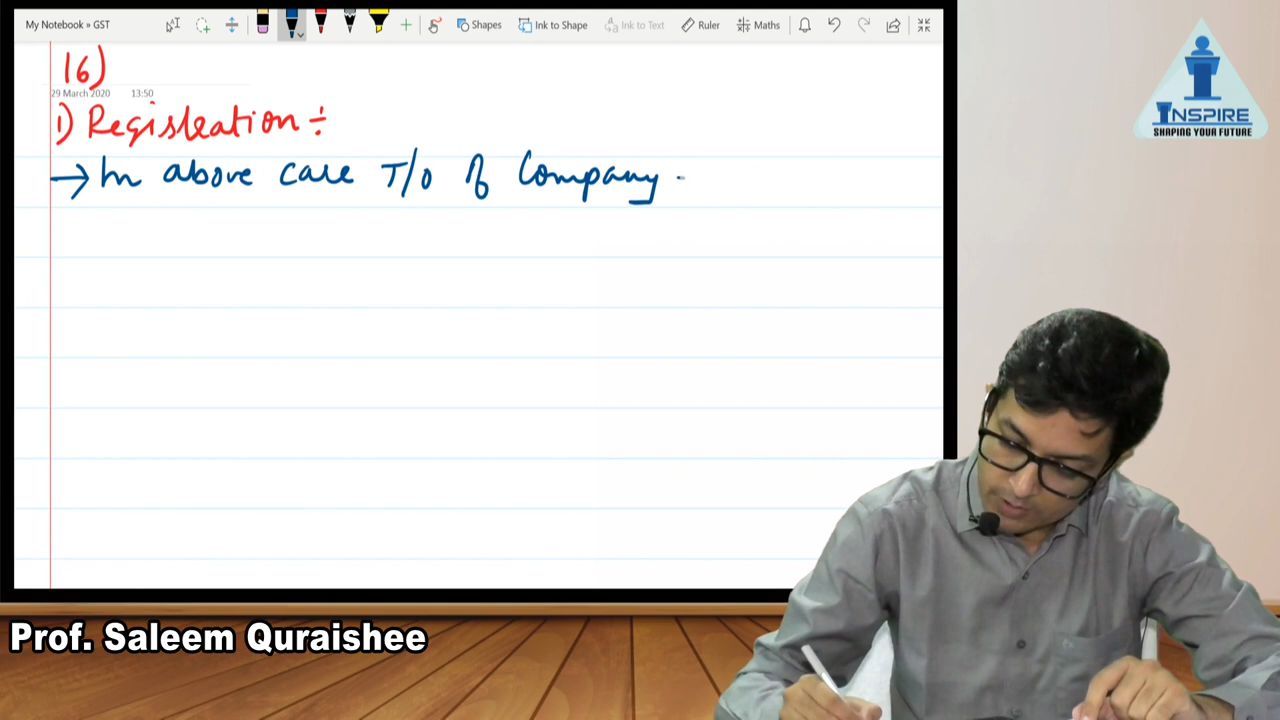 My Notebook » GST
Shapes
Ink to Shape
Ink to Text
Ruler
Maths
16)
29 March 2020 13:50
1) Registration ÷
→ In above case T/O of Company -
INSPIRE
SHAPING YOUR FUTURE
Prof. Saleem Quraishee